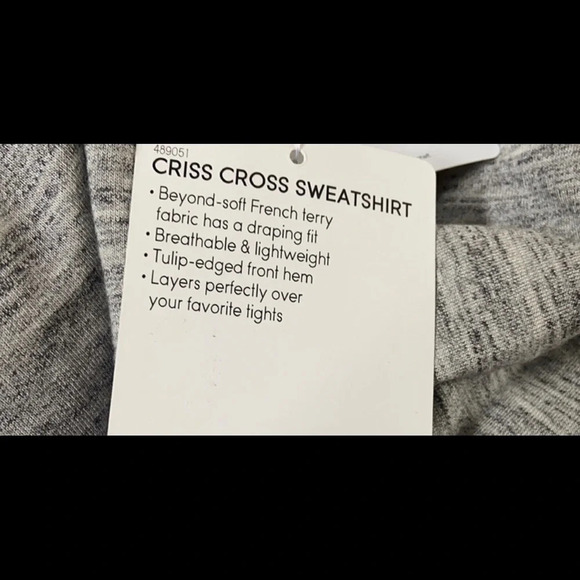 489051
CRISS CROSS SWEATSHIRT
• Beyond-soft French terry
fabric has a draping fit
• Breathable & lightweight
• Tulip-edged front hem
• Layers perfectly over
your favorite tights